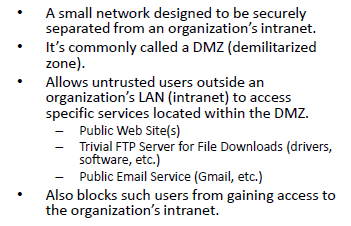 • A small network designed to be securely
separated from an organization's intranet.
• It's commonly called a DMZ (demilitarized
zone).
• Allows untrusted users outside an
organization's LAN (intranet) to access
specific services located within the DMZ.
– Public Web Site(s)
– Trivial FTP Server for File Downloads (drivers,
software, etc.)
– Public Email Service (Gmail, etc.)
• Also blocks such users from gaining access to
the organization's intranet.